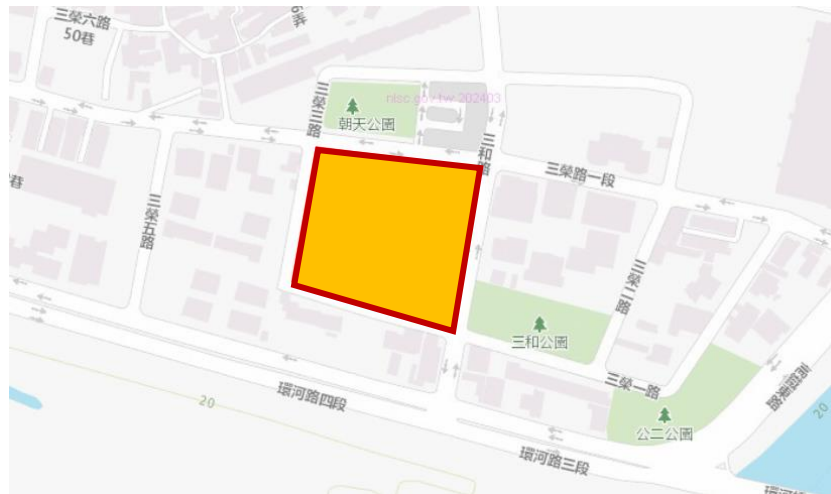 三榮六路
50巷
三榮三路
nlsc.gov.tw 202403
朝天公園
三和路
三榮路一段
三榮五路
三榮二路
三和公園
三榮一路
公二公園
環河路四段
環河路三段
20
20